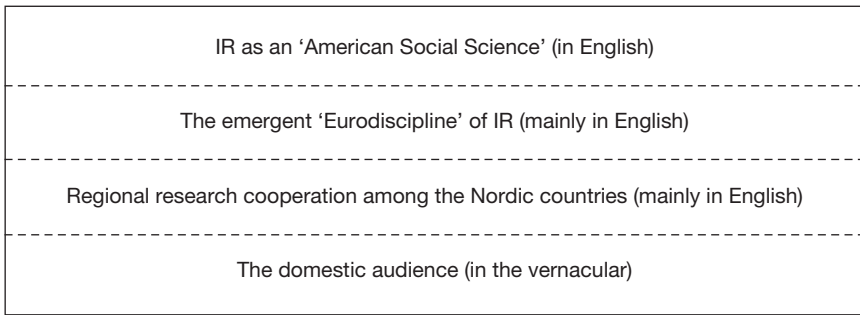 IR as an ‘American Social Science’ (in English)
The emergent ‘Eurodiscipline’ of IR (mainly in English)
Regional research cooperation among the Nordic countries (mainly in English)
The domestic audience (in the vernacular)